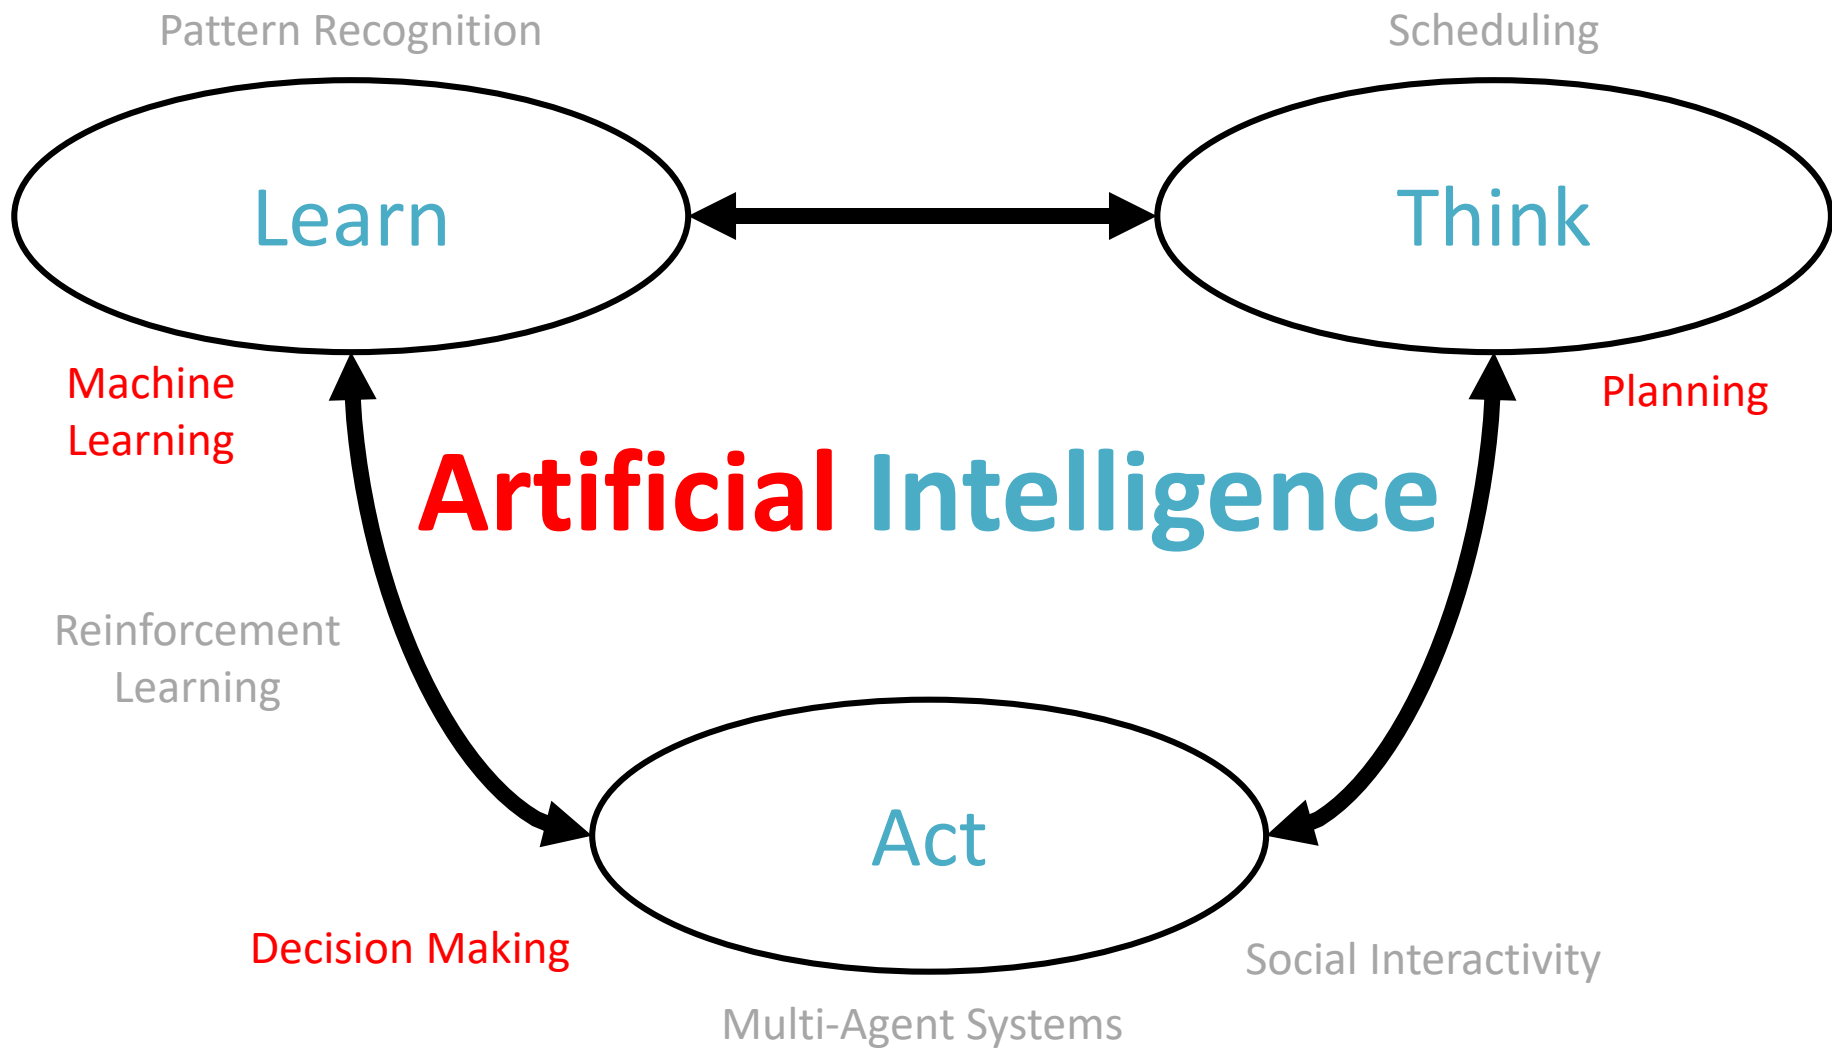 Pattern Recognition
Scheduling
Learn
Think
Machine
Learning
Planning
Artificial Intelligence
Reinforcement
Learning
Act
Decision Making
Social Interactivity
Multi-Agent Systems